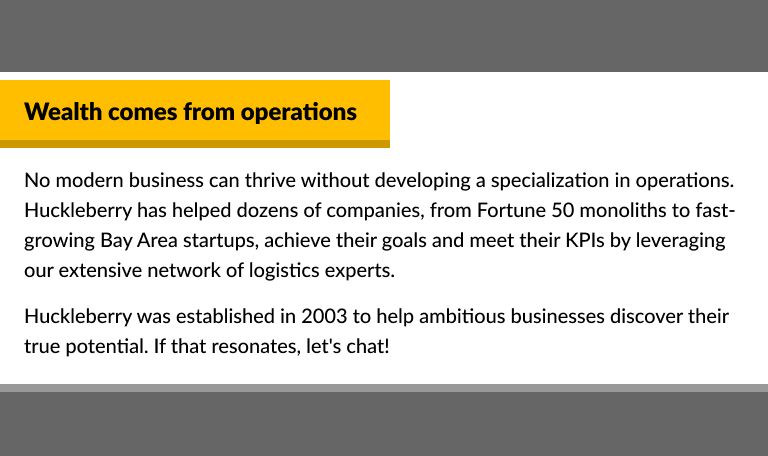 Wealth comes from operations
No modern business can thrive without developing a specialization in operations.
Huckleberry has helped dozens of companies, from Fortune 50 monoliths to fast-
growing Bay Area startups, achieve their goals and meet their KPIs by leveraging
our extensive network of logistics experts.
Huckleberry was established in 2003 to help ambitious businesses discover their
true potential. If that resonates, let's chat!